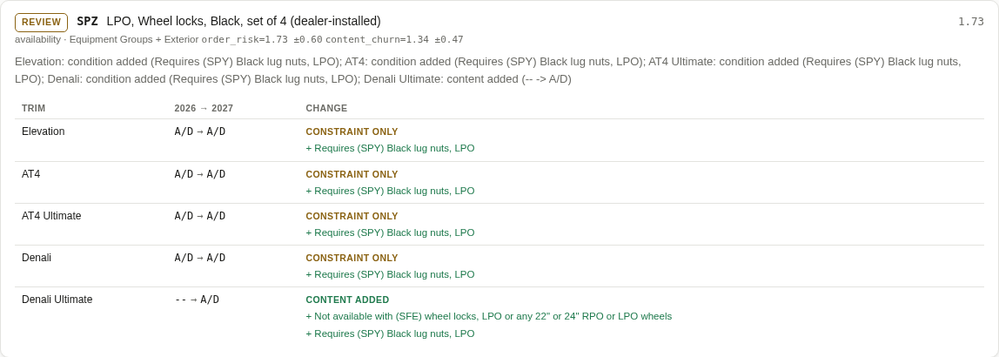 REVIEW SPZ LPO, Wheel locks, Black, set of 4 (dealer-installed) 1.73
availability · Equipment Groups + Exterior order_risk=1.73 ±0.60 content_churn=1.34 ±0.47
Elevation: condition added (Requires (SPY) Black lug nuts, LPO); AT4: condition added (Requires (SPY) Black lug nuts, LPO); AT4 Ultimate: condition added (Requires (SPY) Black lug nuts,
LPO); Denali: condition added (Requires (SPY) Black lug nuts, LPO); Denali Ultimate: content added (-- -> A/D)
TRIM 2026 → 2027 CHANGE
Elevation A/D → A/D CONSTRAINT ONLY
+ Requires (SPY) Black lug nuts, LPO
AT4 A/D → A/D CONSTRAINT ONLY
+ Requires (SPY) Black lug nuts, LPO
AT4 Ultimate A/D → A/D CONSTRAINT ONLY
+ Requires (SPY) Black lug nuts, LPO
Denali A/D → A/D CONSTRAINT ONLY
+ Requires (SPY) Black lug nuts, LPO
Denali Ultimate -- → A/D CONTENT ADDED
+ Not available with (SFE) wheel locks, LPO or any 22" or 24" RPO or LPO wheels
+ Requires (SPY) Black lug nuts, LPO